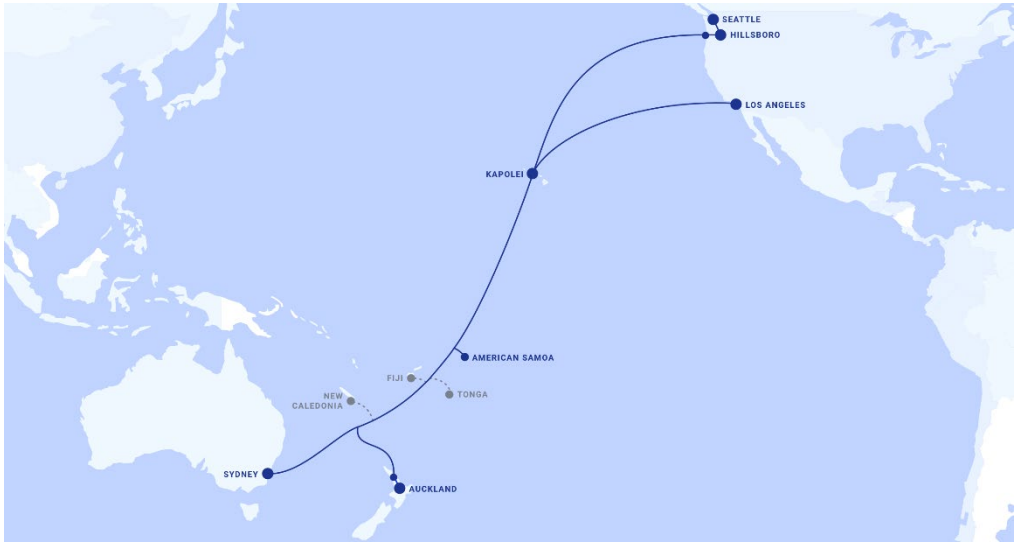 SEATTLE
HILLSBORO
LOS ANGELES
KAPOLEI
AMERICAN SAMOA
FIJI
TONGA
NEW
CALEDONIA
SYDNEY
AUCKLAND